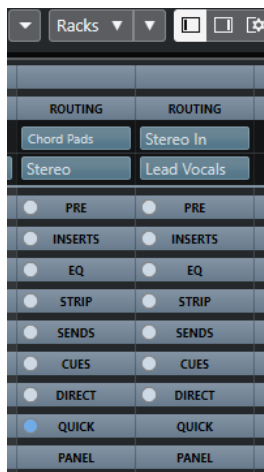 Racks
ROUTING ROUTING
Chord Pads Stereo In
Stereo Lead Vocals
PRE PRE
INSERTS INSERTS
EQ EQ
STRIP STRIP
SENDS SENDS
CUES CUES
DIRECT DIRECT
QUICK QUICK
PANEL PANEL